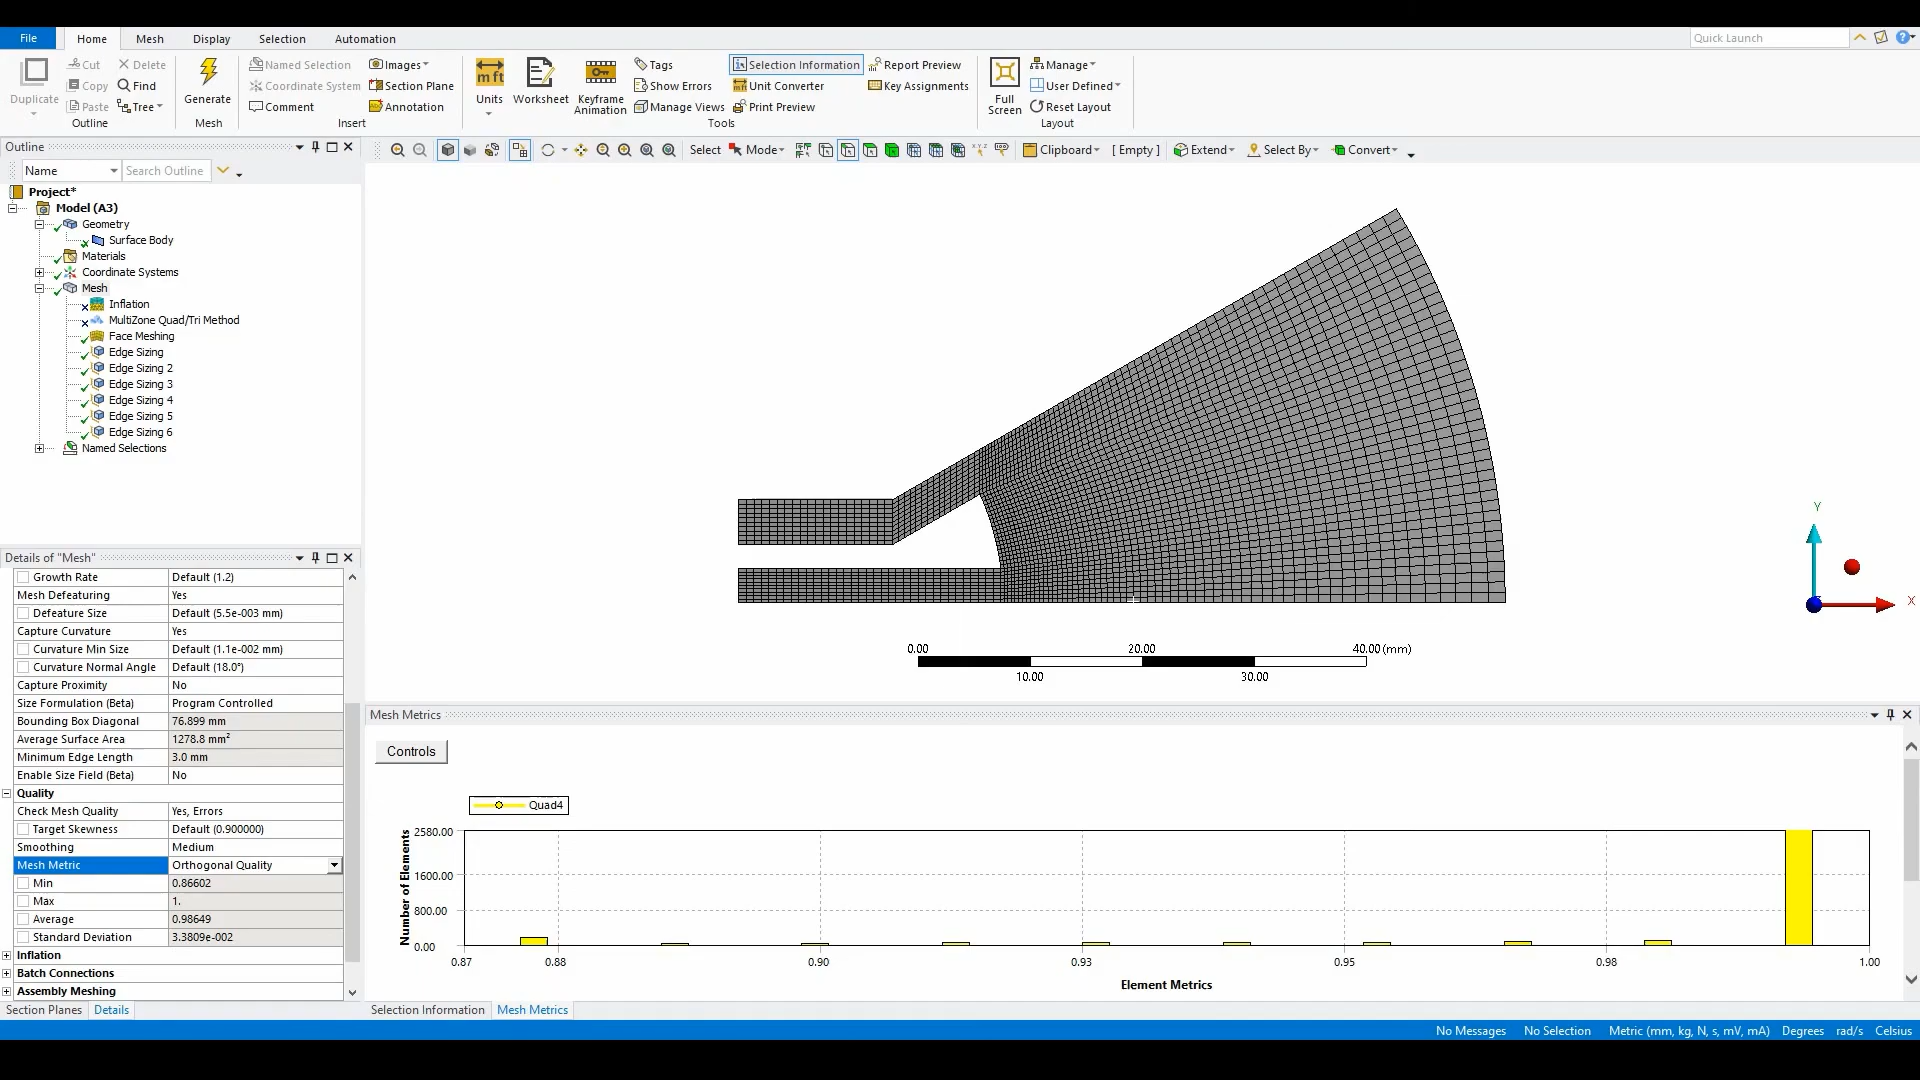 File Home Mesh Display Selection Automation Quick Launch
Duplicate Cut Copy Paste Delete Find Tree Outline
Generate Mesh
Named Selection Coordinate System Comment Images Section Plane Annotation Insert
Units Worksheet Keyframe Animation Tags Show Errors Manage Views Selection Information Unit Converter Print Preview Report Preview Key Assignments Tools
Full Screen Manage User Defined Reset Layout Layout
Outline
Name Search Outline
Select Mode Clipboard [ Empty ] Extend Select By Convert
Project*
Model (A3)
Geometry
Surface Body
Materials
Coordinate Systems
Mesh
Inflation
MultiZone Quad/Tri Method
Face Meshing
Edge Sizing
Edge Sizing 2
Edge Sizing 3
Edge Sizing 4
Edge Sizing 5
Edge Sizing 6
Named Selections
Details of "Mesh"
Growth Rate Default (1.2)
Mesh Defeaturing Yes
Defeature Size Default (5.5e-003 mm)
Capture Curvature Yes
Curvature Min Size Default (1.1e-002 mm)
Curvature Normal Angle Default (18.0°)
Capture Proximity No
Size Formulation (Beta) Program Controlled
Bounding Box Diagonal 76.899 mm
Average Surface Area 1278.8 mm²
Minimum Edge Length 3.0 mm
Enable Size Field (Beta) No
Quality
Check Mesh Quality Yes, Errors
Target Skewness Default (0.900000)
Smoothing Medium
Mesh Metric Orthogonal Quality
Min 0.86602
Max 1.
Average 0.98649
Standard Deviation 3.3809e-002
Inflation
Batch Connections
Assembly Meshing
Section Planes Details
Y
X
0.00 20.00 40.00 (mm)
10.00 30.00
Mesh Metrics
Controls
Quad4
Number of Elements
2580.00
1600.00
800.00
0.00
0.87 0.88 0.90 0.93 0.95 0.98 1.00
Element Metrics
Selection Information Mesh Metrics
No Messages No Selection Metric (mm, kg, N, s, mV, mA) Degrees rad/s Celsius